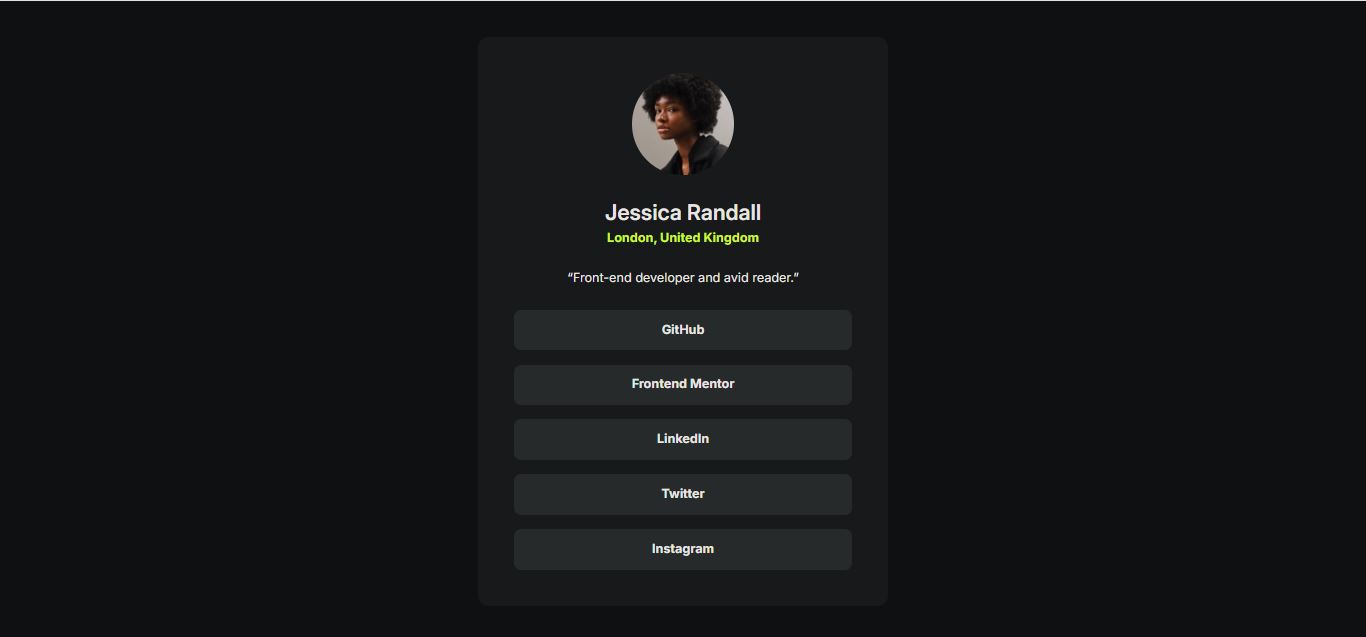 Jessica Randall
London, United Kingdom
“Front-end developer and avid reader.”
GitHub
Frontend Mentor
LinkedIn
Twitter
Instagram